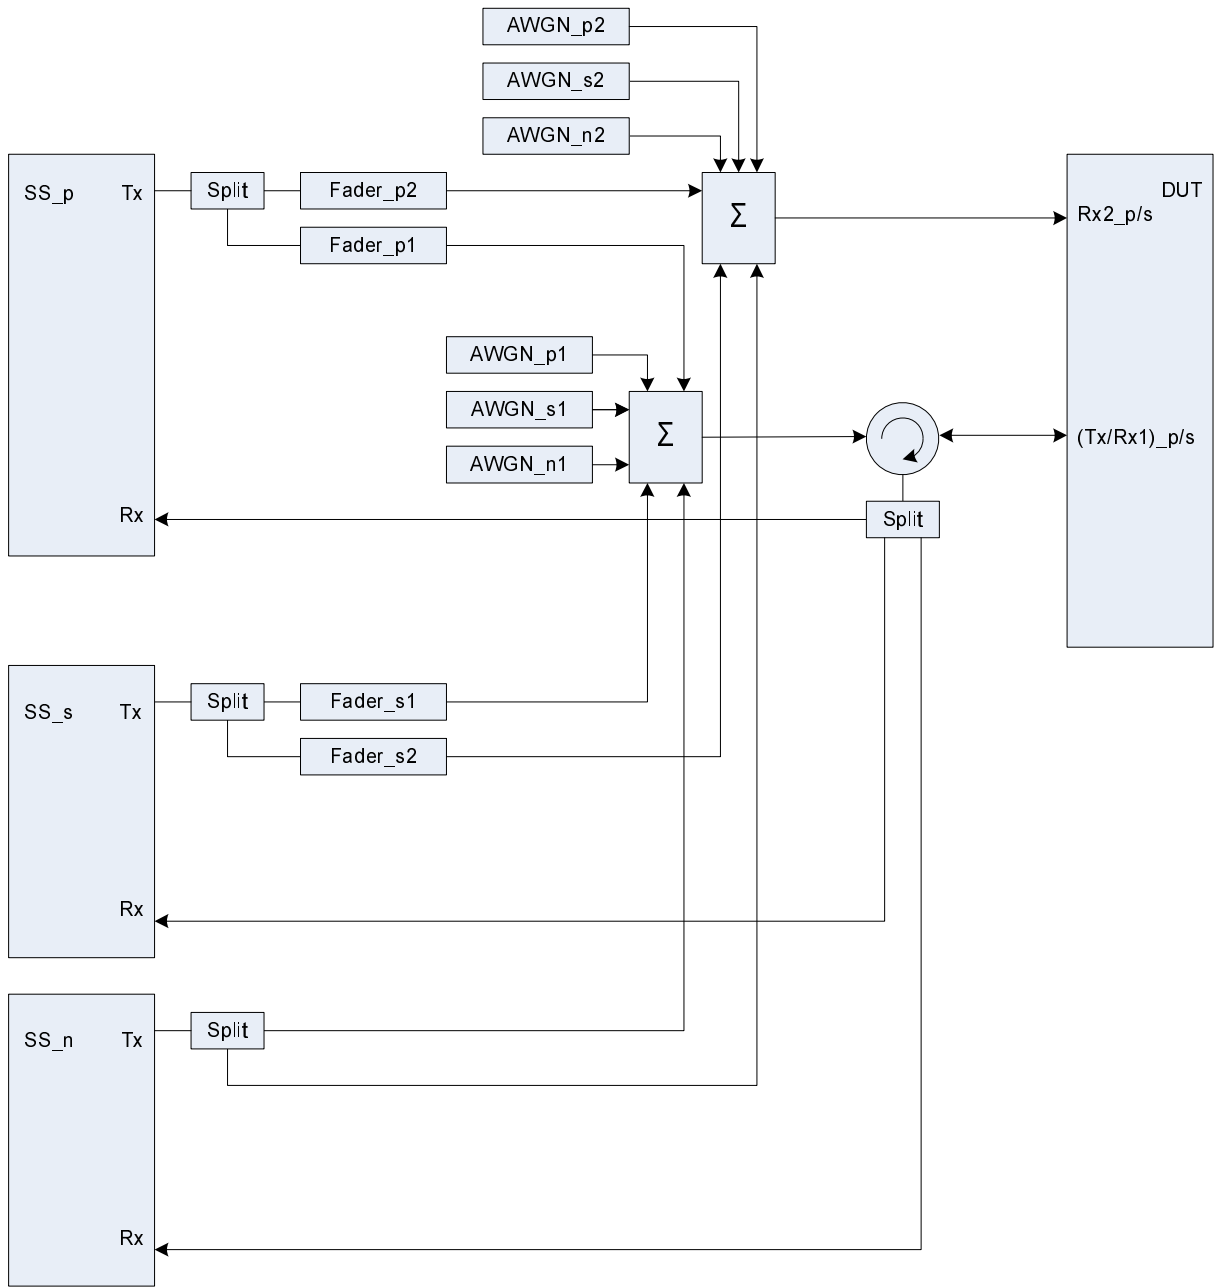 AWGN_p2
AWGN_s2
AWGN_n2
SS_p Tx
Split
Fader_p2
Σ
DUT
Rx2_p/s
Fader_p1
AWGN_p1
AWGN_s1
Σ
(Tx/Rx1)_p/s
AWGN_n1
Rx
Split
SS_s Tx
Split
Fader_s1
Fader_s2
Rx
SS_n Tx
Split
Rx